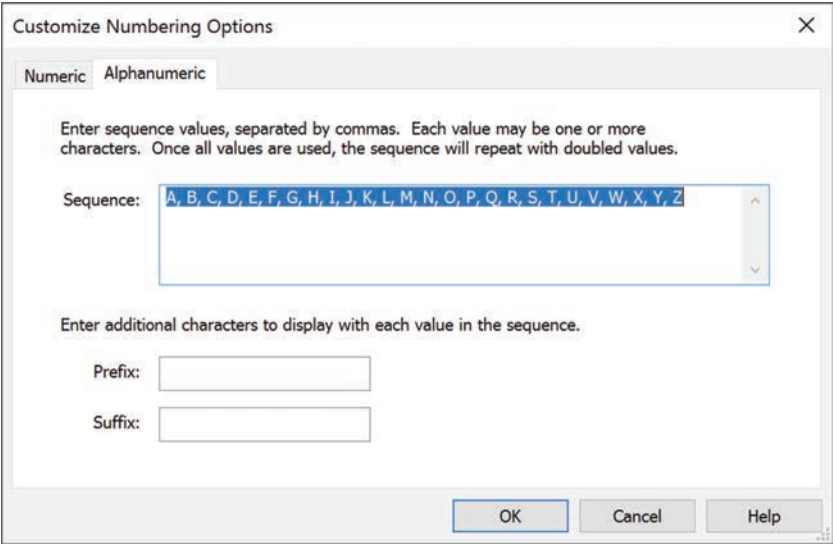 Customize Numbering Options
Numeric
Alphanumeric
Enter sequence values, separated by commas. Each value may be one or more
characters. Once all values are used, the sequence will repeat with doubled values.
Sequence:
A, B, C, D, E, F, G, H, I, J, K, L, M, N, O, P, Q, R, S, T, U, V, W, X, Y, Z
Enter additional characters to display with each value in the sequence.
Prefix:
Suffix:
OK
Cancel
Help